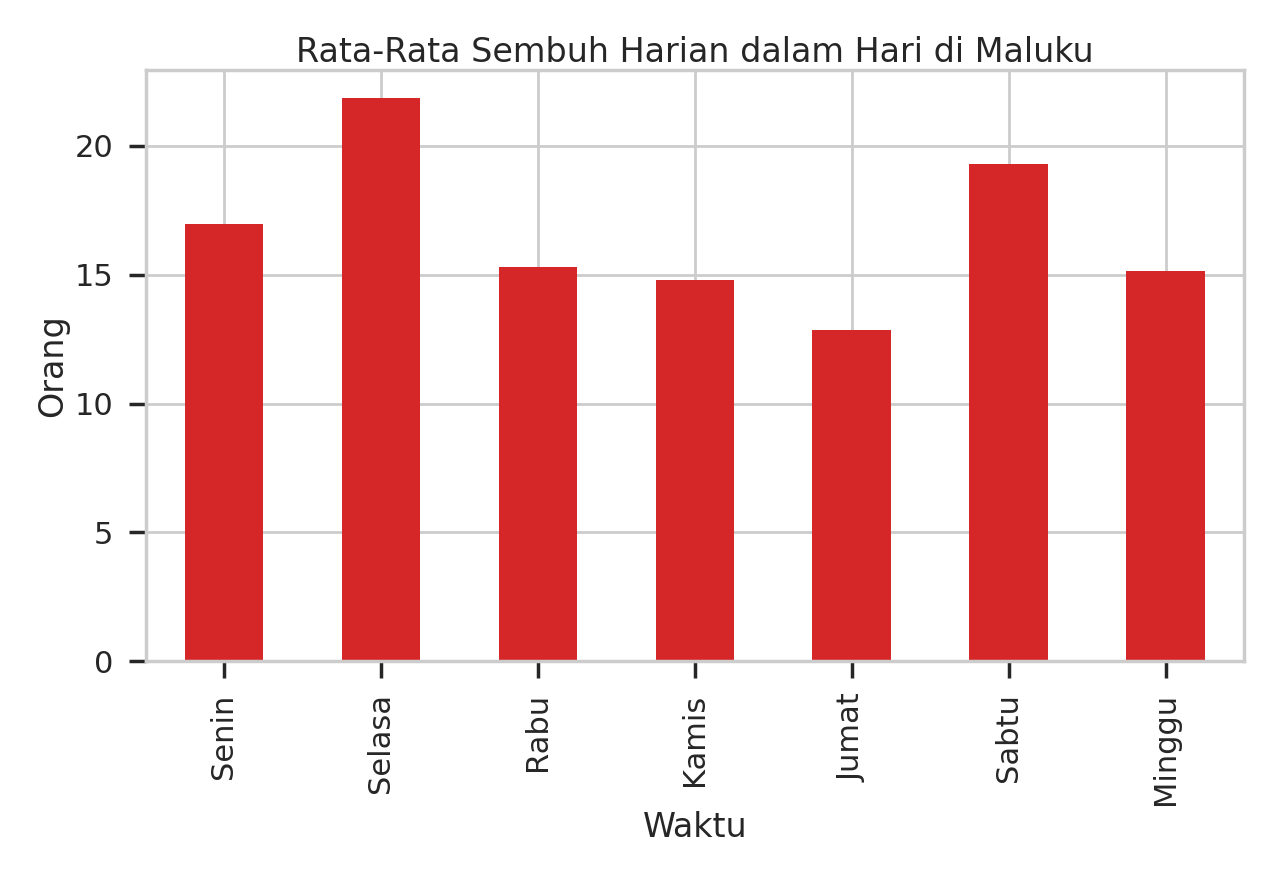 Rata-Rata Sembuh Harian dalam Hari di Maluku
Orang
20
15
10
5
0
Senin
Selasa
Rabu
Kamis
Jumat
Sabtu
Minggu
Waktu